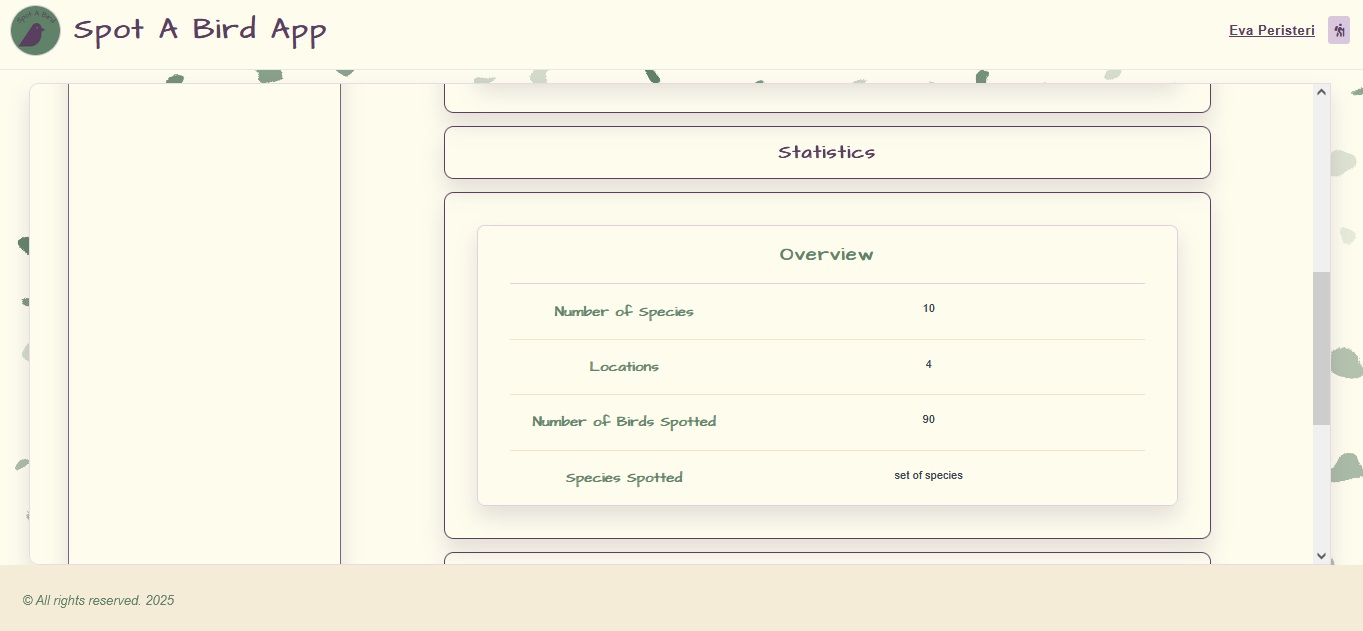 Spot A Bird
Spot A Bird App
Eva Peristeri
Statistics
Overview
Number of Species 10
Locations 4
Number of Birds Spotted 90
Species Spotted set of species
© All rights reserved. 2025